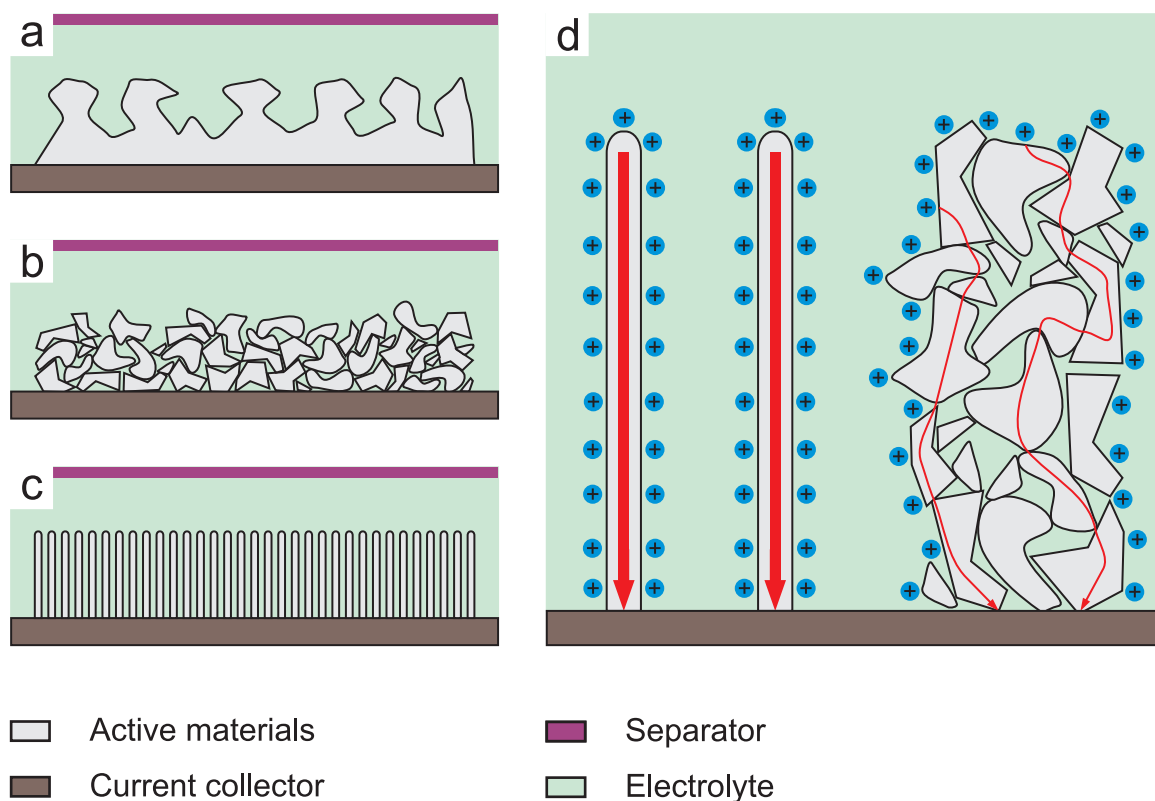 a
b
c
d
Active materials
Current collector
Separator
Electrolyte